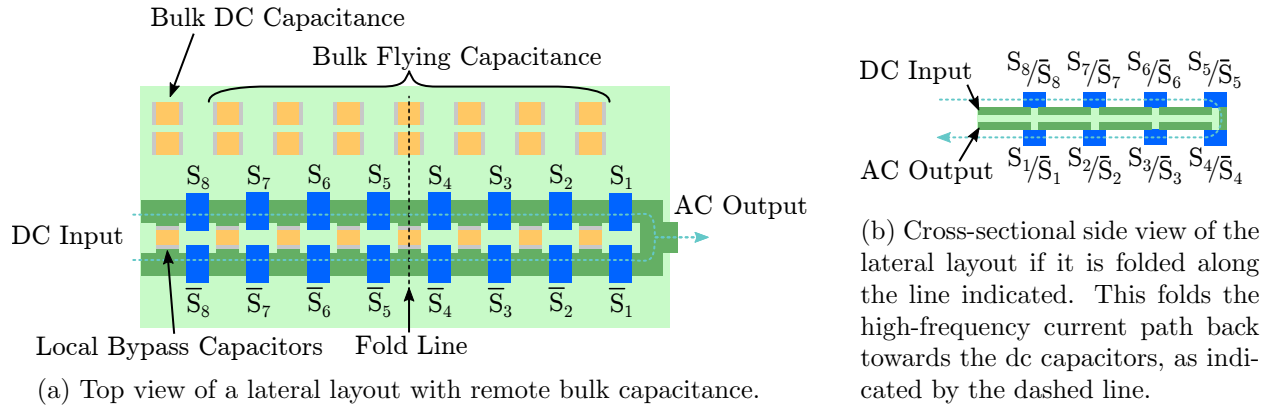 Bulk DC Capacitance
Bulk Flying Capacitance
S₈ S₇ S₆ S₅ S₄ S₃ S₂ S₁
AC Output
DC Input
S̅₈ S̅₇ S̅₆ S̅₅ S̅₄ S̅₃ S̅₂ S̅₁
Local Bypass Capacitors
Fold Line
(a) Top view of a lateral layout with remote bulk capacitance.
S₈/S̅₈ S₇/S̅₇ S₆/S̅₆ S₅/S̅₅
DC Input
AC Output
S₁/S̅₁ S₂/S̅₂ S₃/S̅₃ S₄/S̅₄
(b) Cross-sectional side view of the
lateral layout if it is folded along
the line indicated. This folds the
high-frequency current path back
towards the dc capacitors, as indi-
cated by the dashed line.